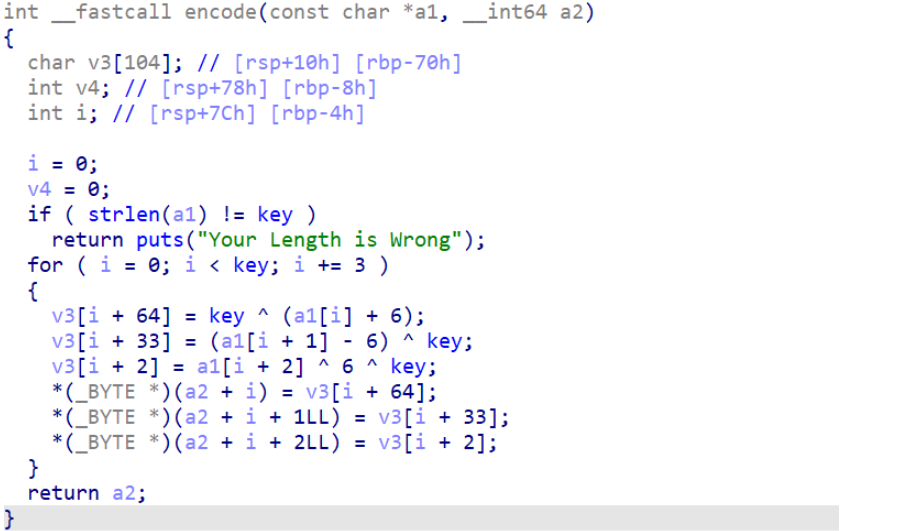 int __fastcall encode(const char *a1, __int64 a2)
{
  char v3[104]; // [rsp+10h] [rbp-70h]
  int v4; // [rsp+78h] [rbp-8h]
  int i; // [rsp+7Ch] [rbp-4h]

  i = 0;
  v4 = 0;
  if ( strlen(a1) != key )
    return puts("Your Length is Wrong");
  for ( i = 0; i < key; i += 3 )
  {
    v3[i + 64] = key ^ (a1[i] + 6);
    v3[i + 33] = (a1[i + 1] - 6) ^ key;
    v3[i + 2] = a1[i + 2] ^ 6 ^ key;
    *(_BYTE *)(a2 + i) = v3[i + 64];
    *(_BYTE *)(a2 + i + 1LL) = v3[i + 33];
    *(_BYTE *)(a2 + i + 2LL) = v3[i + 2];
  }
  return a2;
}